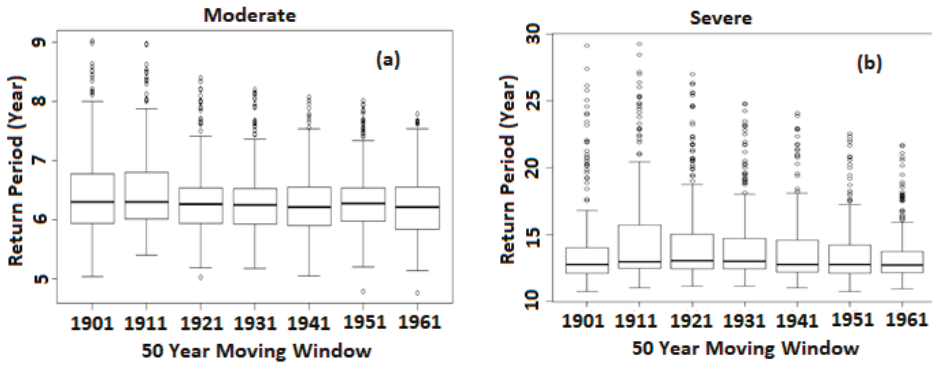 Moderate
(a)
Return Period (Year)
9
8
7
6
5
1901 1911 1921 1931 1941 1951 1961
50 Year Moving Window
Severe
(b)
Return Period (Year)
30
25
20
15
10
1901 1911 1921 1931 1941 1951 1961
50 Year Moving Window